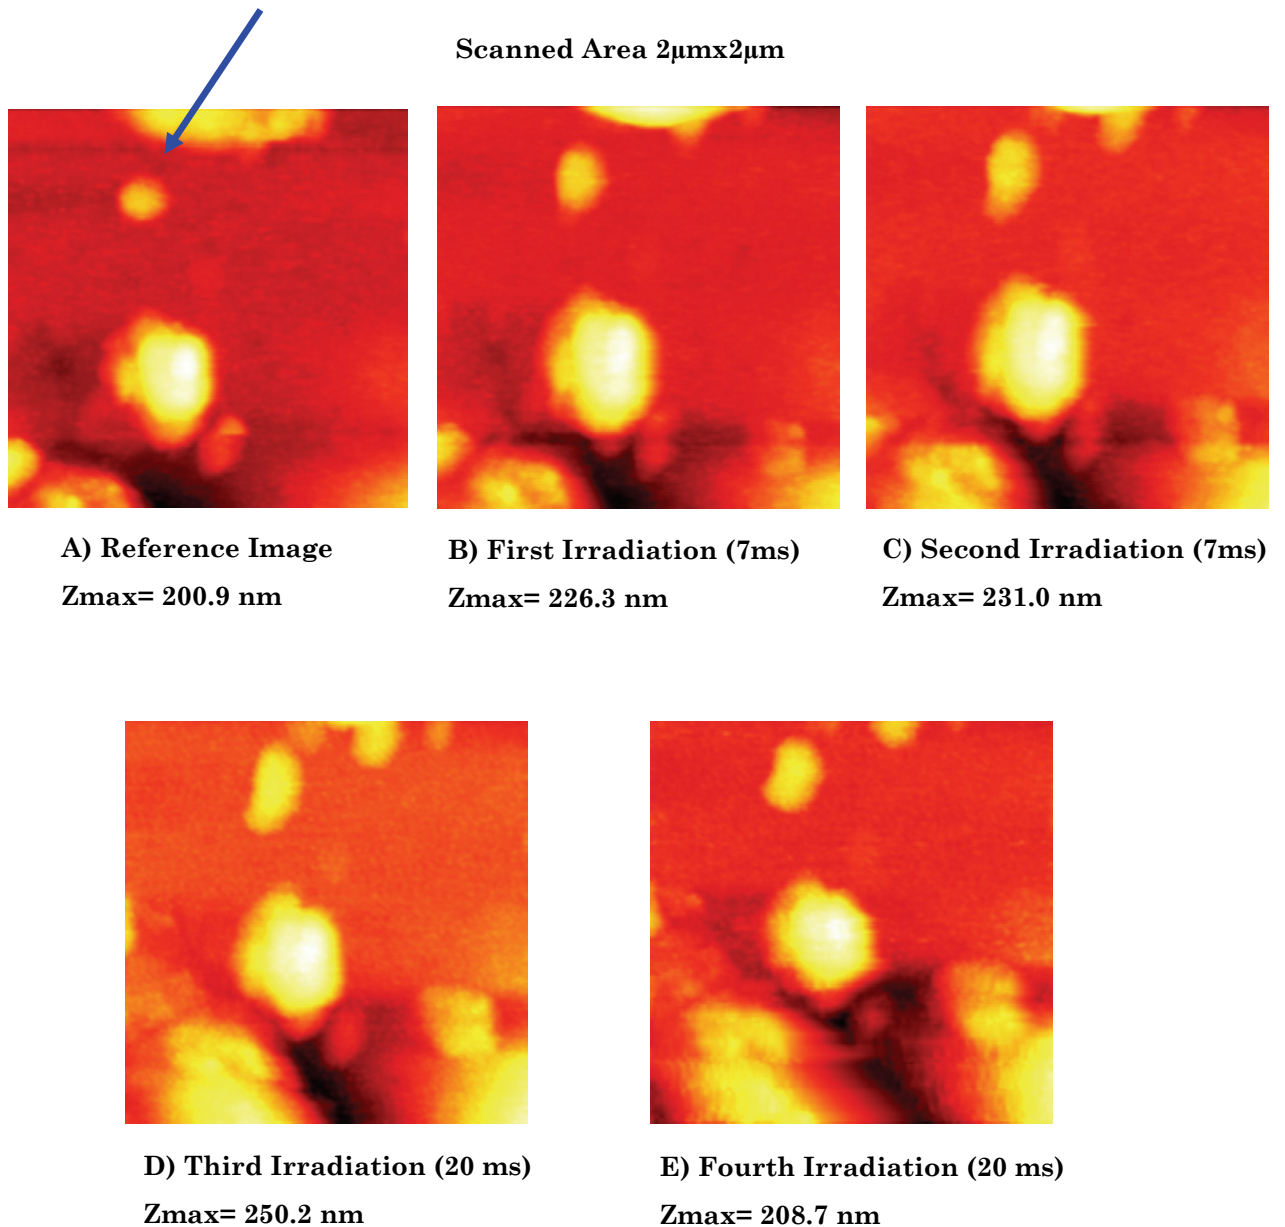 Scanned Area 2μmx2μm
A) Reference Image
Zmax= 200.9 nm
B) First Irradiation (7ms)
Zmax= 226.3 nm
C) Second Irradiation (7ms)
Zmax= 231.0 nm
D) Third Irradiation (20 ms)
Zmax= 250.2 nm
E) Fourth Irradiation (20 ms)
Zmax= 208.7 nm